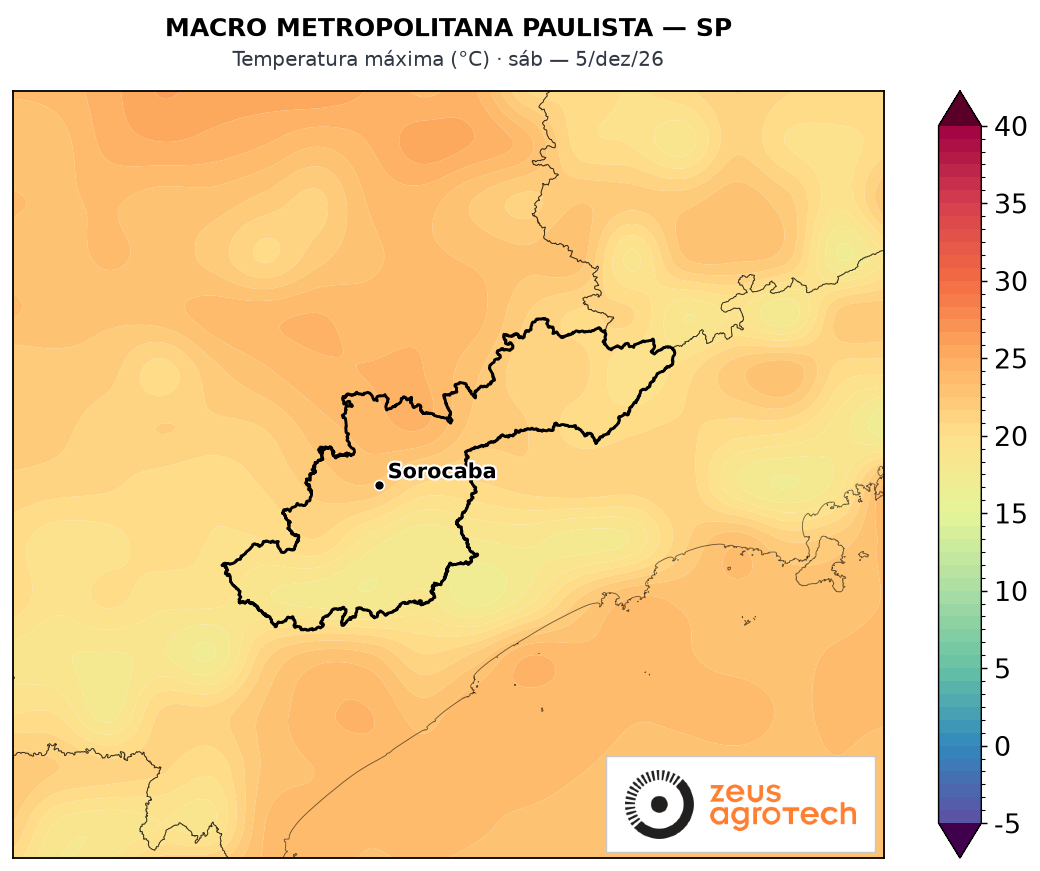 MACRO METROPOLITANA PAULISTA — SP
Temperatura máxima (°C) · sáb — 5/dez/26
40
35
30
25
20
15
10
5
0
-5
Sorocaba
zeus
agrotech